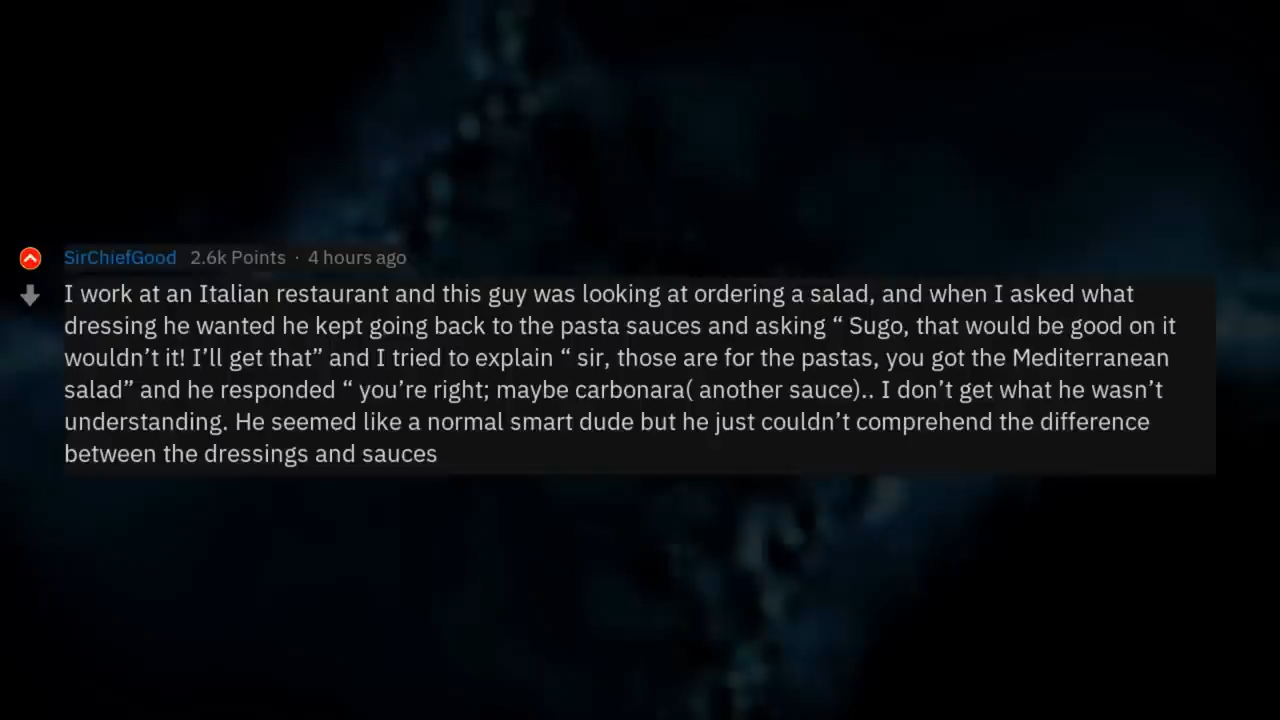 SirChiefGood 2.6k Points · 4 hours ago
I work at an Italian restaurant and this guy was looking at ordering a salad, and when I asked what
dressing he wanted he kept going back to the pasta sauces and asking “ Sugo, that would be good on it
wouldn’t it! I’ll get that” and I tried to explain “ sir, those are for the pastas, you got the Mediterranean
salad” and he responded “ you’re right; maybe carbonara( another sauce).. I don’t get what he wasn’t
understanding. He seemed like a normal smart dude but he just couldn’t comprehend the difference
between the dressings and sauces